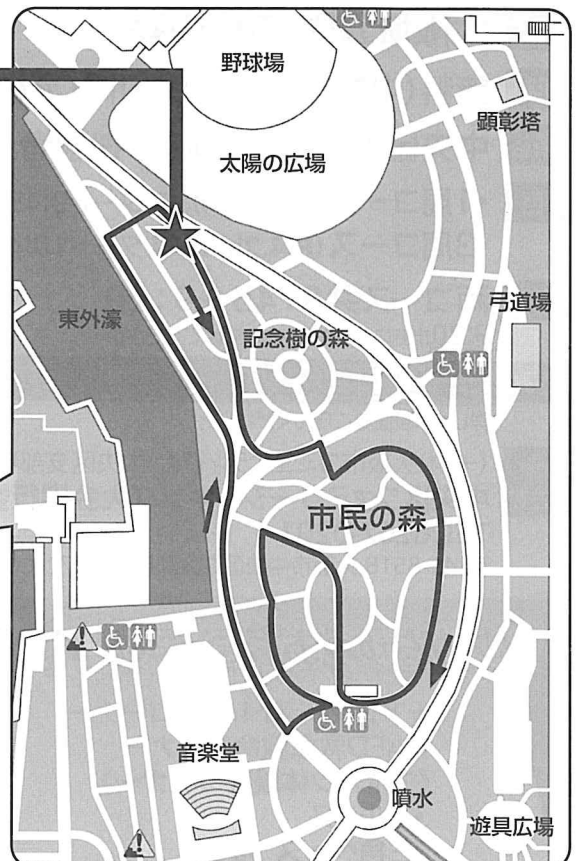 野球場
顕彰塔
太陽の広場
弓道場
東外濠
記念樹の森
市民の森
音楽堂
噴水
遊具広場